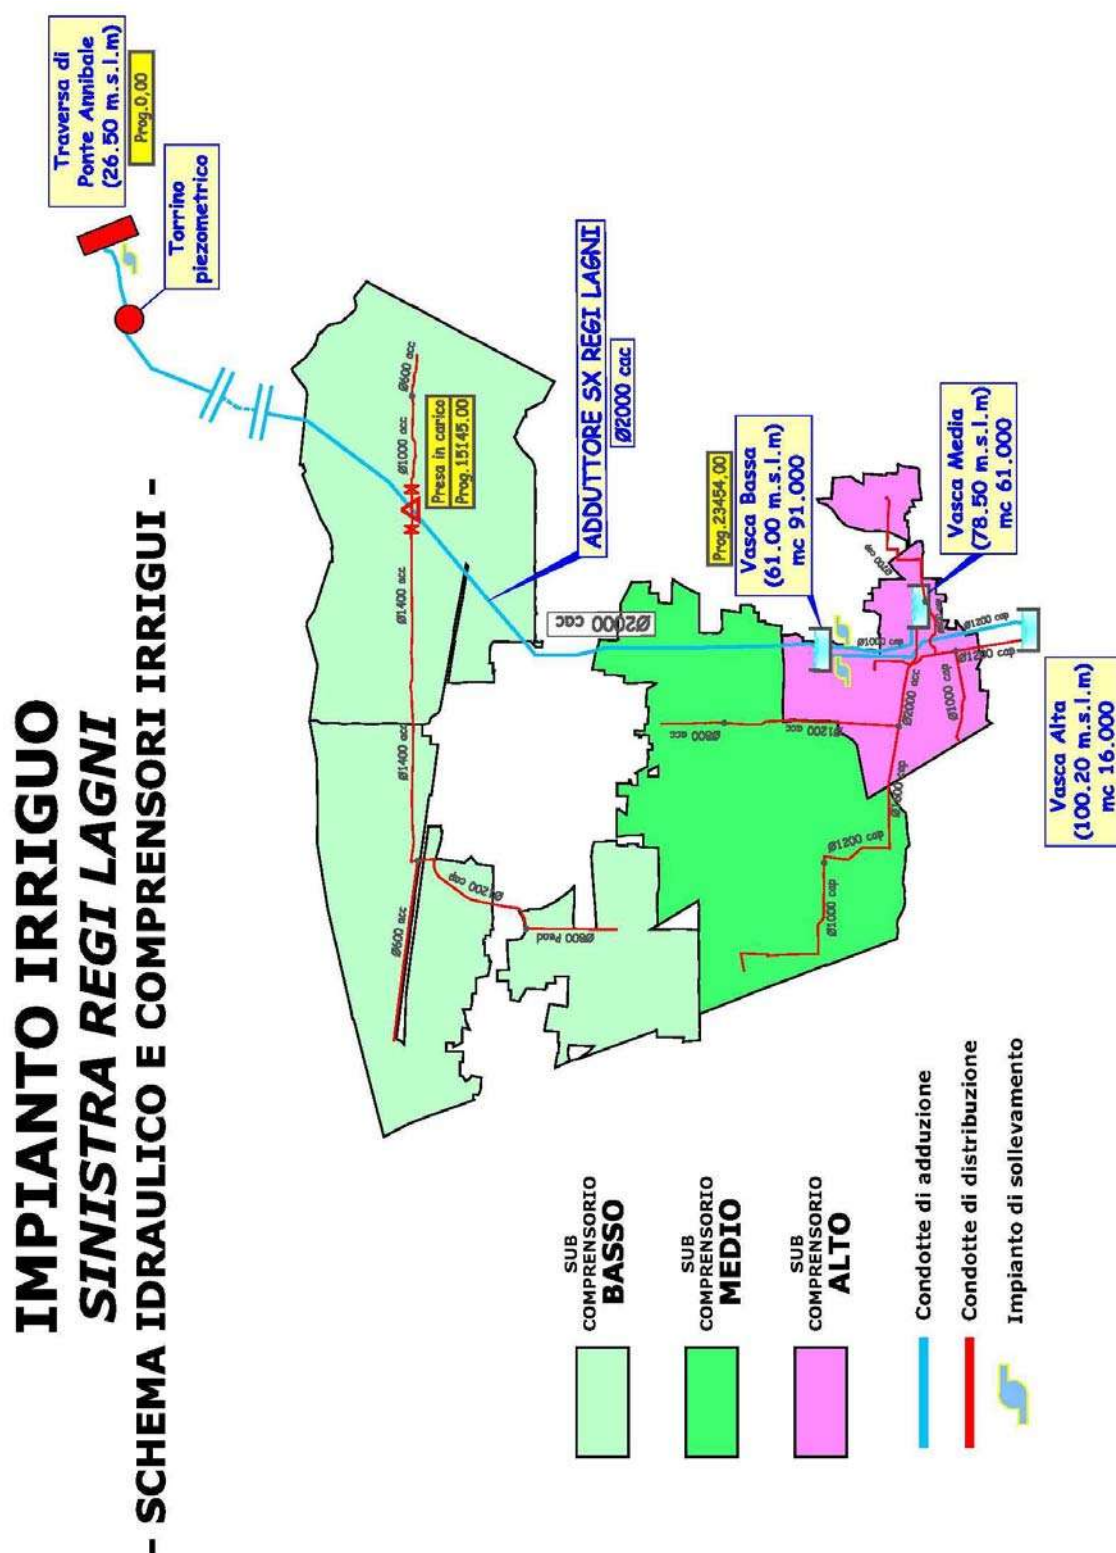 IMPIANTO IRRIGUO
SINISTRA REGI LAGNI
- SCHEMA IDRAULICO E COMPRENSORI IRRIGUI -
Traversa di
Ponte Annibale
(26.50 m.s.l.m)
Prog.0,00
Torrino
piezometrico
Ø600 acc
Ø1000 acc
Presa in carico
Prog.15145.00
ADDUTTORE SX REGI LAGNI
Ø2000 cac
Ø1400 acc
Ø1400 acc
Ø600 acc
Ø1200 cap
Ø800 Pead
Ø2000 cac
Prog.23454,00
Vasca Bassa
(61.00 m.s.l.m)
mc 91.000
Vasca Media
(78.50 m.s.l.m)
mc 61.000
Vasca Alta
(100.20 m.s.l.m)
mc 16.000
Ø700 cap
Ø1200 cap
Ø1200 cap
Ø1000 cap
Ø2000 acc
Ø1200 acc
Ø800 acc
Ø1200 cap
Ø1000 cap
SUB
COMPRENSORIO
BASSO
SUB
COMPRENSORIO
MEDIO
SUB
COMPRENSORIO
ALTO
Condotte di adduzione
Condotte di distribuzione
Impianto di sollevamento